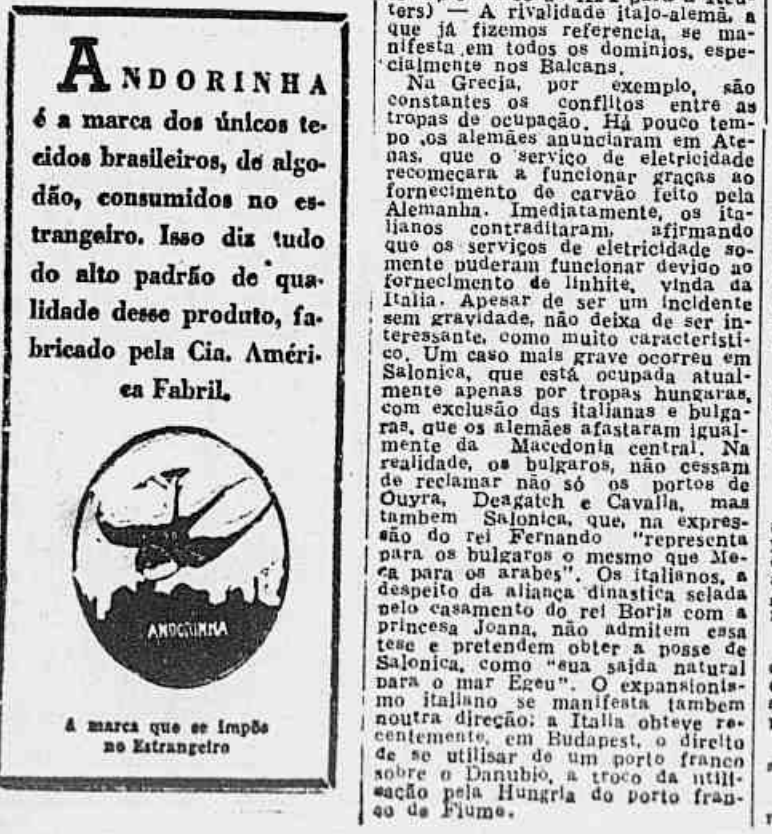 ANDORINHA
é a marca dos únicos te-
cidos brasileiros, de algo-
dão, consumidos no es-
trangeiro. Isso diz tudo
do alto padrão de qua-
lidade desse produto, fa-
bricado pela Cia. Améri-
ca Fabril.
ANDORINHA
A marca que se impôs
no Estrangeiro
ters) — A rivalidade italo-alemã, a
que já fizemos referencia, se ma-
nifesta em todos os dominios, espe-
cialmente nos Balcans.
Na Grecia, por exemplo, são
constantes os conflitos entre as
tropas de ocupação. Há pouco tem-
po os alemães anunciaram em Ate-
nas, que o serviço de eletricidade
recomeçara a funcionar graças ao
fornecimento de carvão feito pela
Alemanha. Imediatamente, os ita-
lianos contraditaram, afirmando
que os serviços de eletricidade so-
mente puderam funcionar devido ao
fornecimento de linhite, vinda da
Italia. Apesar de ser um incidente
sem gravidade, não deixa de ser in-
teressante, como muito caracteristi-
co. Um caso mais grave ocorreu em
Salonica, que está ocupada atual-
mente apenas por tropas hungaras,
com exclusão das italianas e bulga-
ras, que os alemães afastaram igual-
mente da Macedonia central. Na
realidade, os bulgaros, não cessam
de reclamar não só os portos de
Ouyra, Deagatch e Cavalla, mas
tambem Salonica, que, na expres-
são do rei Fernando "representa
para os bulgaros o mesmo que Me-
ca para os arabes". Os italianos, a
despeito da aliança dinastica selada
pelo casamento do rei Boris com a
princesa Joana, não admitem essa
tese e pretendem obter a posse de
Salonica, como "sua saida natural
para o mar Egeu". O expansionis-
mo italiano se manifesta tambem
noutra direção: a Italia obteve re-
centemente, em Budapest, o direito
de se utilisar de um porto franco
sobre o Danubio, a troco da utili-
sação pela Hungria do porto fran-
co de Fiume.